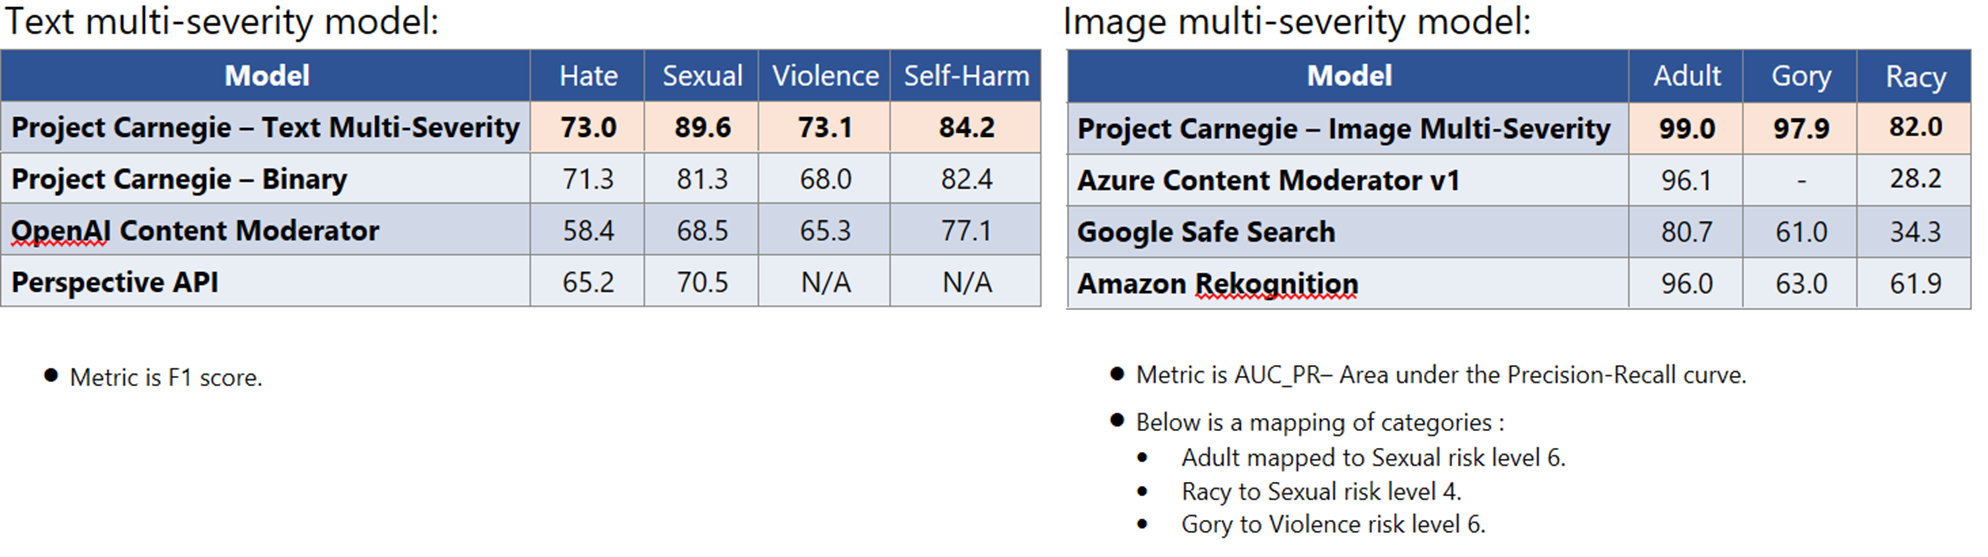 Text multi-severity model:
Model Hate Sexual Violence Self-Harm
Project Carnegie – Text Multi-Severity 73.0 89.6 73.1 84.2
Project Carnegie – Binary 71.3 81.3 68.0 82.4
OpenAI Content Moderator 58.4 68.5 65.3 77.1
Perspective API 65.2 70.5 N/A N/A
• Metric is F1 score.
Image multi-severity model:
Model Adult Gory Racy
Project Carnegie – Image Multi-Severity 99.0 97.9 82.0
Azure Content Moderator v1 96.1 - 28.2
Google Safe Search 80.7 61.0 34.3
Amazon Rekognition 96.0 63.0 61.9
• Metric is AUC_PR– Area under the Precision-Recall curve.
• Below is a mapping of categories :
• Adult mapped to Sexual risk level 6.
• Racy to Sexual risk level 4.
• Gory to Violence risk level 6.